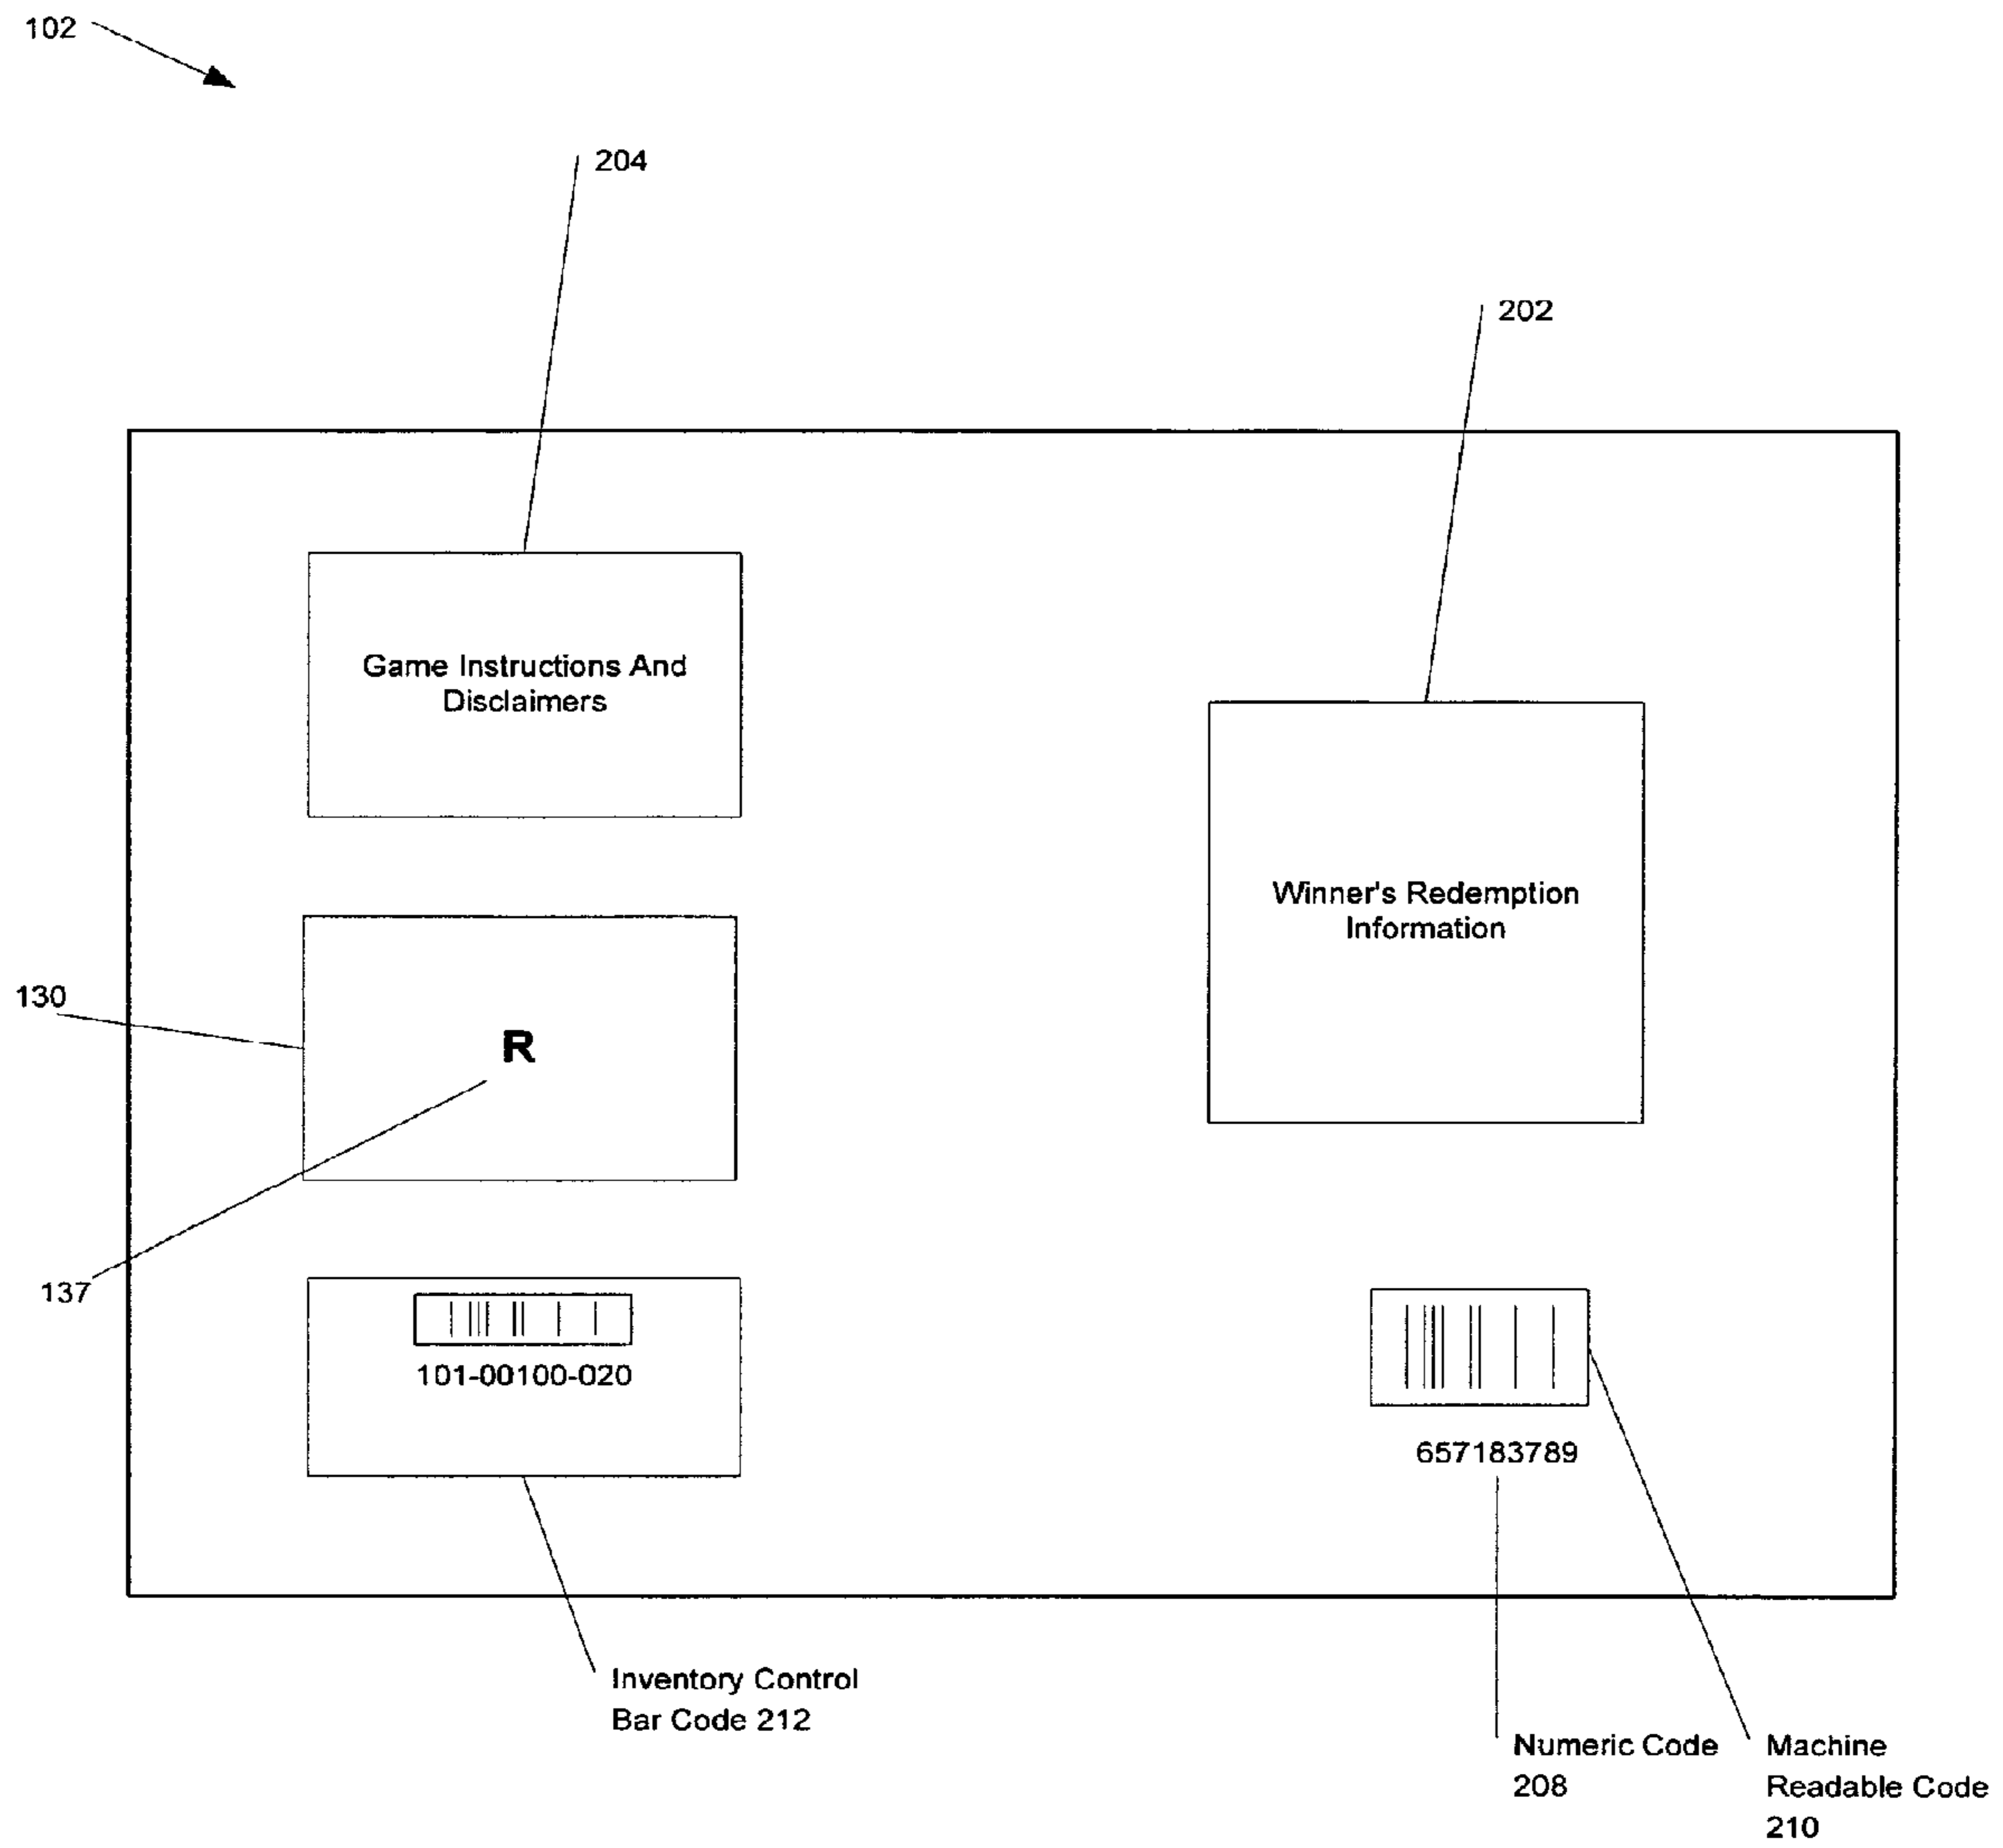 102
204
202
Game Instructions And
Disclaimers
Winner's Redemption
Information
130
R
137
101-00100-020
657183789
Inventory Control
Bar Code 212
Numeric Code
208
Machine
Readable Code
210